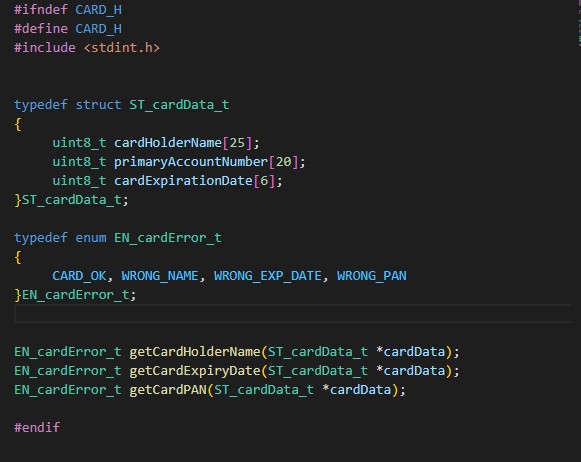 #ifndef CARD_H
#define CARD_H
#include <stdint.h>
typedef struct ST_cardData_t
{
uint8_t cardHolderName[25];
uint8_t primaryAccountNumber[20];
uint8_t cardExpirationDate[6];
}ST_cardData_t;
typedef enum EN_cardError_t
{
CARD_OK, WRONG_NAME, WRONG_EXP_DATE, WRONG_PAN
}EN_cardError_t;
EN_cardError_t getCardHolderName(ST_cardData_t *cardData);
EN_cardError_t getCardExpiryDate(ST_cardData_t *cardData);
EN_cardError_t getCardPAN(ST_cardData_t *cardData);
#endif